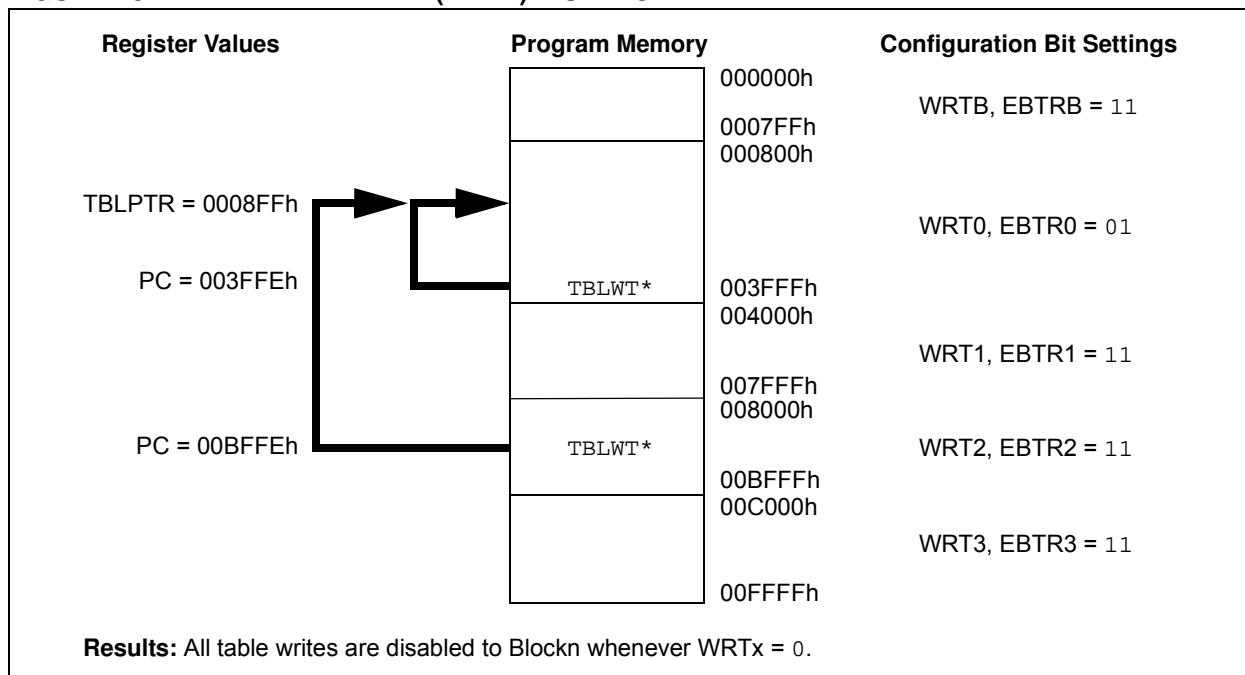 Register Values Program Memory Configuration Bit Settings
000000h
WRTB, EBTRB = 11
0007FFh
000800h
TBLPTR = 0008FFh
WRT0, EBTR0 = 01
PC = 003FFEh
TBLWT*
003FFFh
004000h
WRT1, EBTR1 = 11
007FFFh
008000h
PC = 00BFFEh
TBLWT*
WRT2, EBTR2 = 11
00BFFFh
00C000h
WRT3, EBTR3 = 11
00FFFFh
Results: All table writes are disabled to Blockn whenever WRTx = 0.